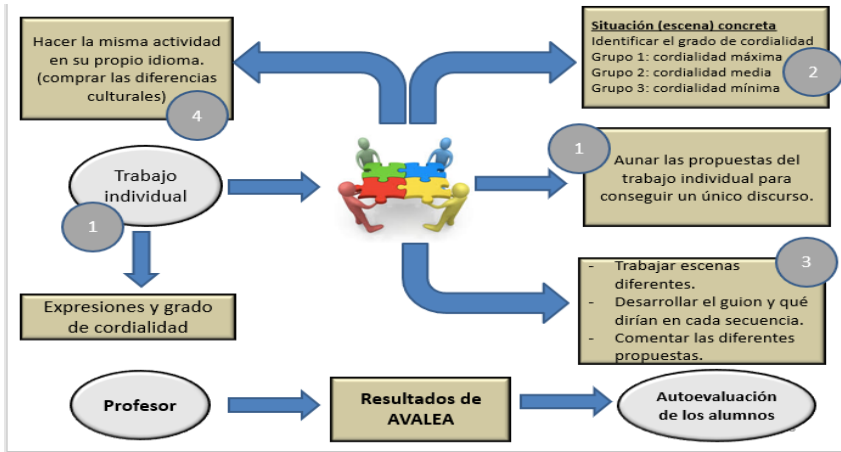 Hacer la misma actividad
en su propio idioma.
(comprar las diferencias
culturales)
4
Situación (escena) concreta
Identificar el grado de cordialidad
Grupo 1: cordialidad máxima
Grupo 2: cordialidad media
Grupo 3: cordialidad mínima
2
Trabajo
individual
1
1
Aunar las propuestas del
trabajo individual para
conseguir un único discurso.
Expresiones y grado
de cordialidad
3
- Trabajar escenas
diferentes.
- Desarrollar el guion y qué
dirían en cada secuencia.
- Comentar las diferentes
propuestas.
Profesor
Resultados de
AVALEA
Autoevaluación
de los alumnos